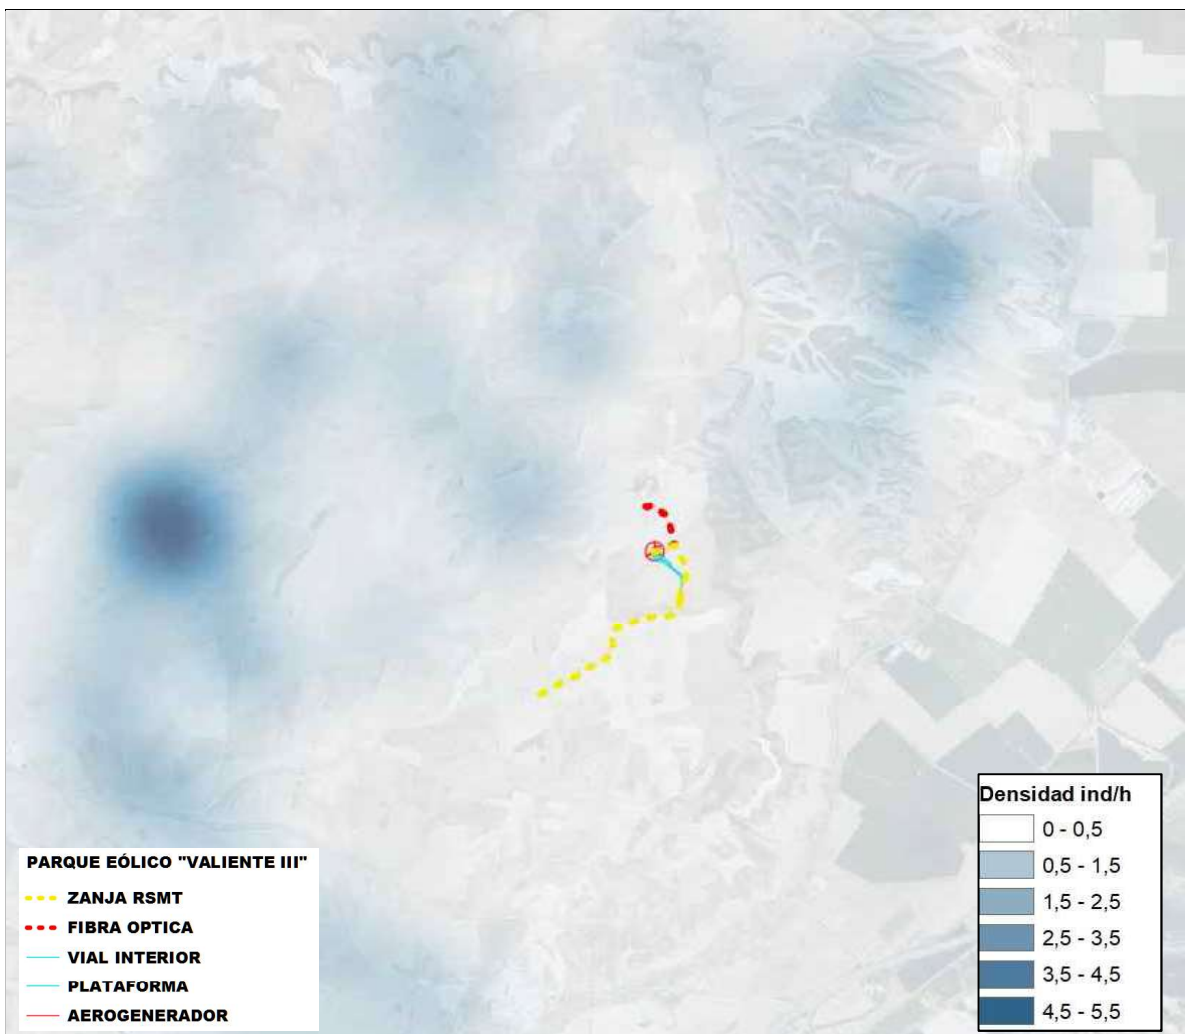 PARQUE EÓLICO "VALIENTE III"
ZANJA RSMT
FIBRA OPTICA
VIAL INTERIOR
PLATAFORMA
AEROGENERADOR
Densidad ind/h
0 - 0,5
0,5 - 1,5
1,5 - 2,5
2,5 - 3,5
3,5 - 4,5
4,5 - 5,5